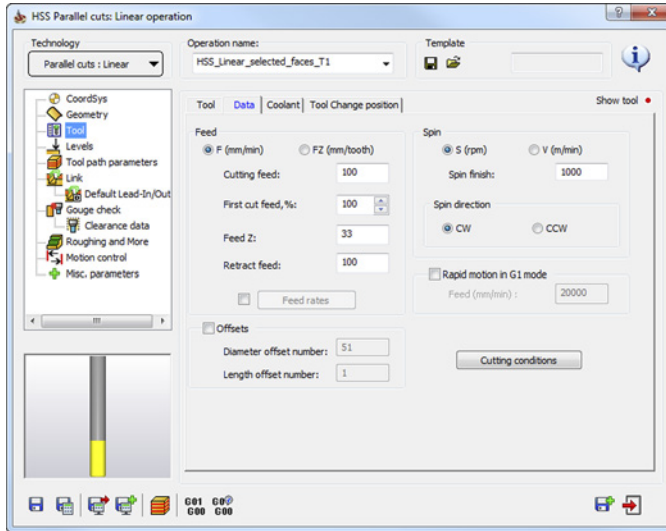 HSS Parallel cuts: Linear operation
Technology
Parallel cuts : Linear
Operation name:
HSS_Linear_selected_faces_T1
Template
CoordSys
Geometry
Tool
Levels
Tool path parameters
Link
Default Lead-In/Out
Gouge check
Clearance data
Roughing and More
Motion control
Misc. parameters
Tool Data Coolant Tool Change position
Show tool
Feed
F (mm/min) FZ (mm/tooth)
Cutting feed: 100
First cut feed,%: 100
Feed Z: 33
Retract feed: 100
Feed rates
Offsets
Diameter offset number: 51
Length offset number: 1
Spin
S (rpm) V (m/min)
Spin finish: 1000
Spin direction
CW CCW
Rapid motion in G1 mode
Feed (mm/min) : 20000
Cutting conditions
G01 G0
G00 G00